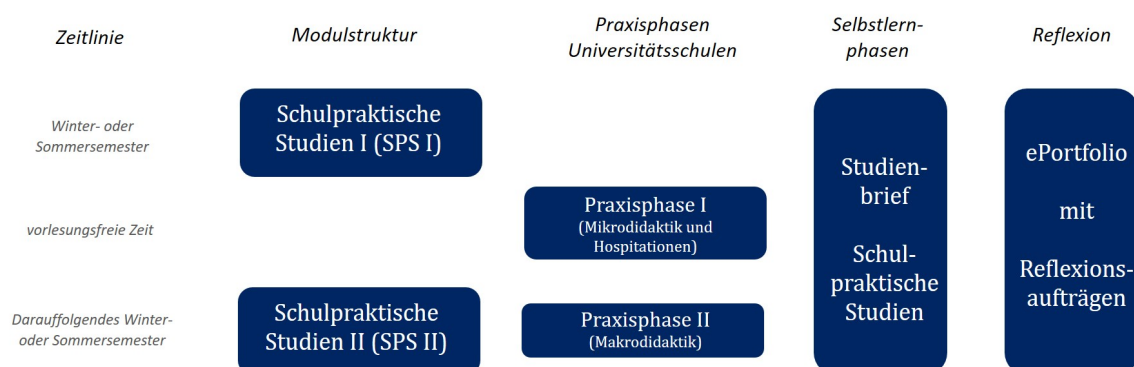 Zeitlinie
Modulstruktur
Praxisphasen
Universitätsschulen
Selbstlern-
phasen
Reflexion
Winter- oder
Sommersemester
Schulpraktische
Studien I (SPS I)
vorlesungsfreie Zeit
Praxisphase I
(Mikrodidaktik und
Hospitationen)
Darauffolgendes Winter-
oder Sommersemester
Schulpraktische
Studien II (SPS II)
Praxisphase II
(Makrodidaktik)
Studien-
brief
Schul-
praktische
Studien
ePortfolio
mit
Reflexions-
aufträgen